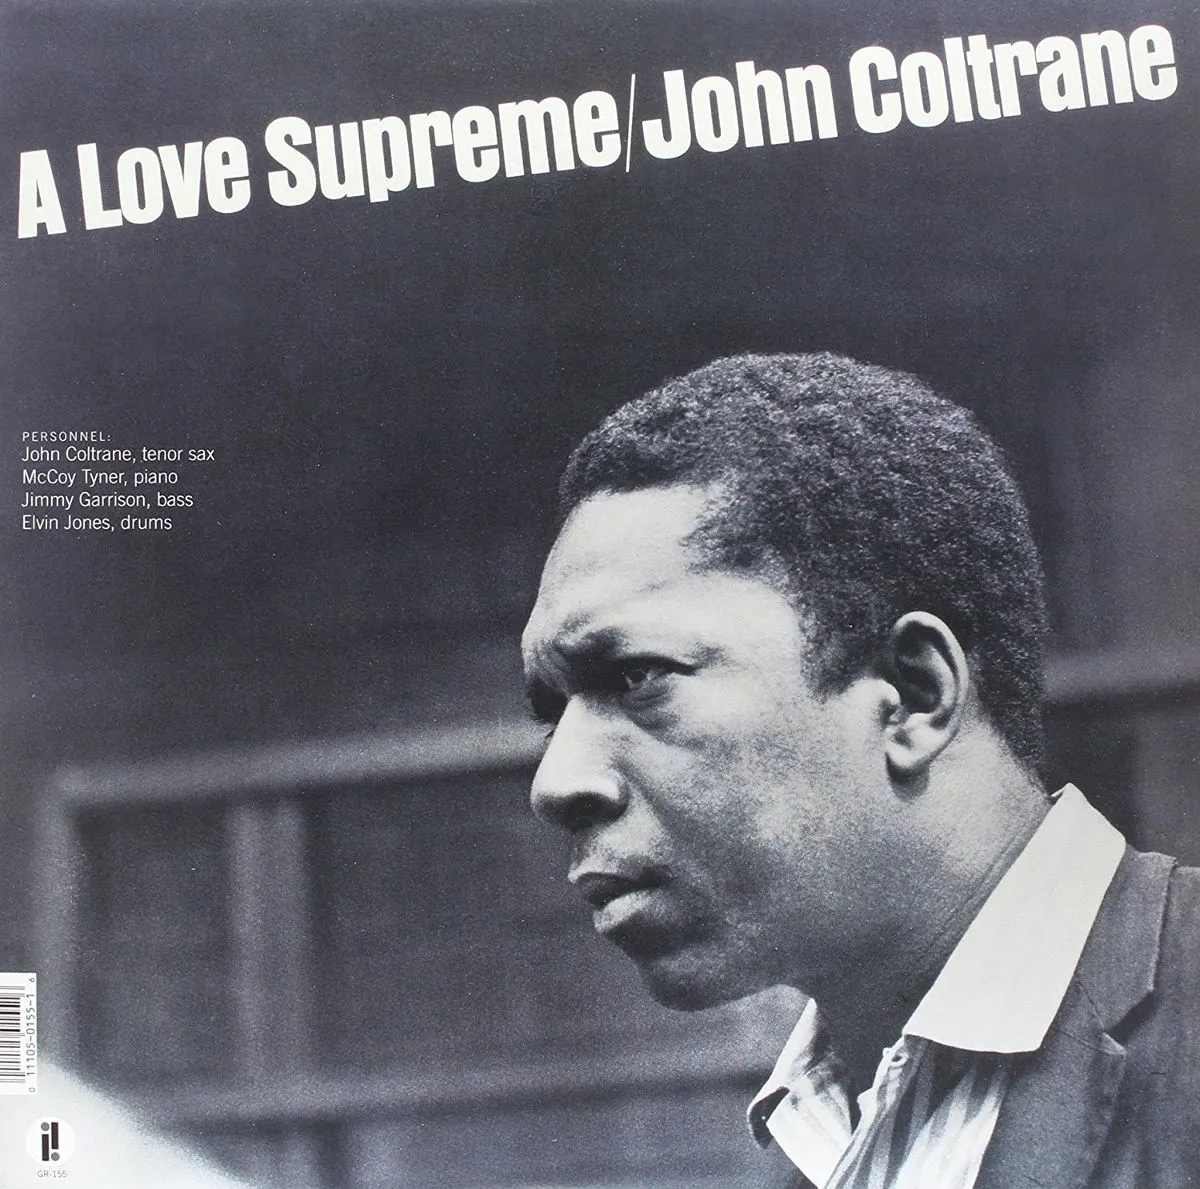 A Love Supreme/John Coltrane
PERSONNEL:
John Coltrane, tenor sax
McCoy Tyner, piano
Jimmy Garrison, bass
Elvin Jones, drums
0 11105-0155-1 6
i!
GR-155